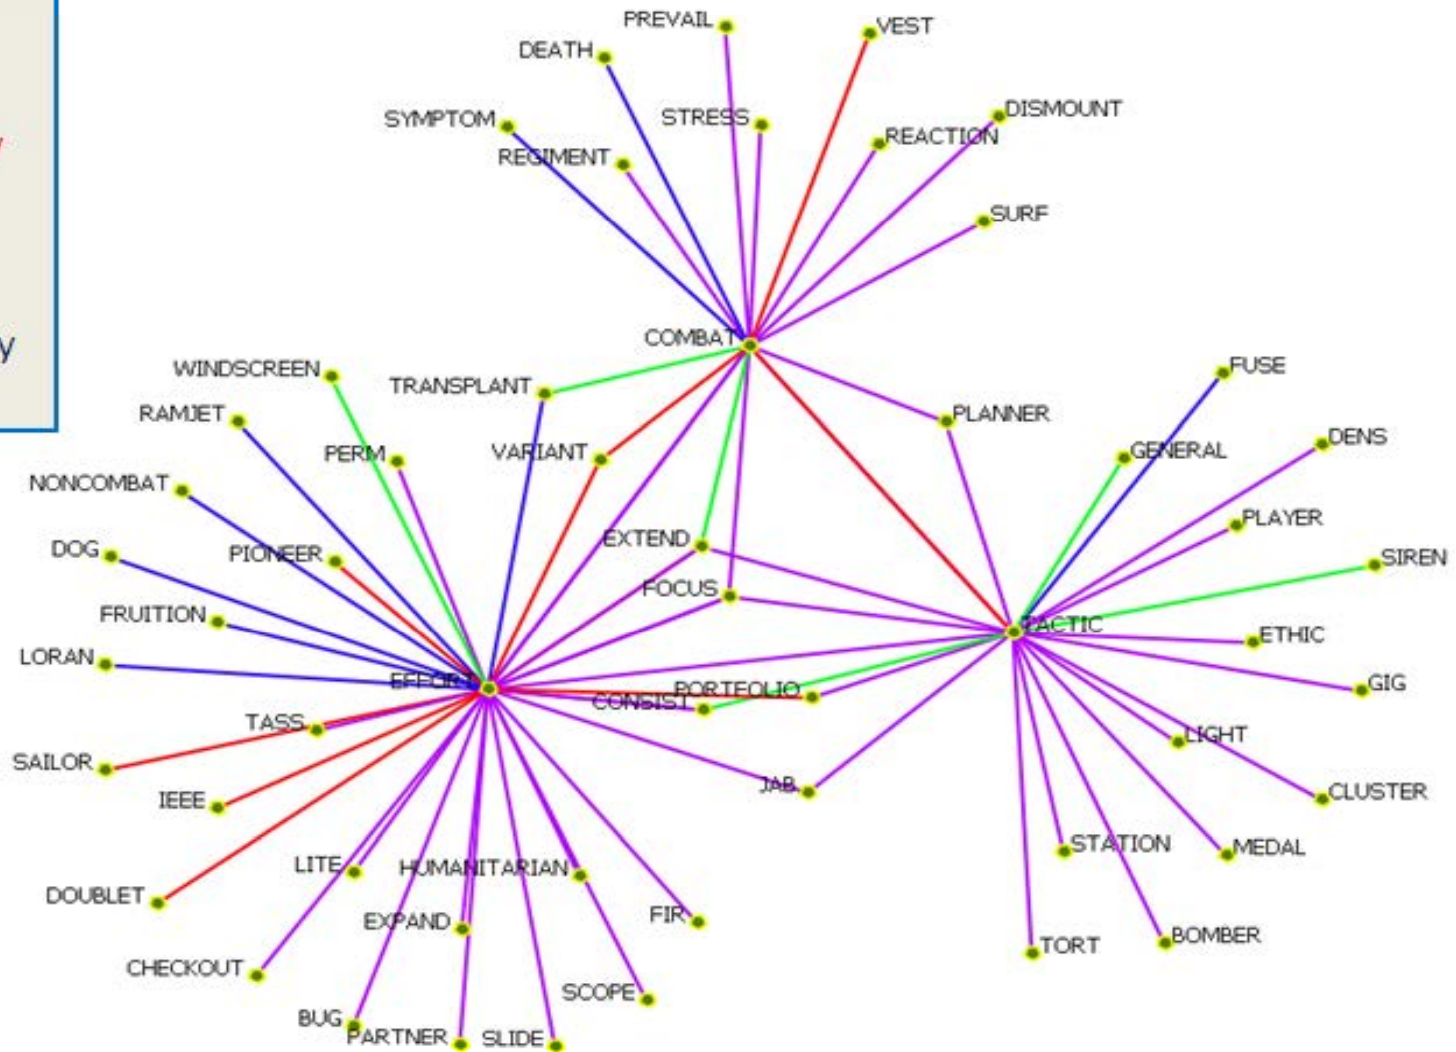 PREVAIL
VEST
DEATH
SYMPTOM
STRESS
DISMOUNT
REACTION
REGIMENT
SURF
y
COMBAT
WINDSCREEN
TRANSPLANT
FUSE
RAMJET
PLANNER
DENS
PERM
VARIANT
GENERAL
NONCOMBAT
PLAYER
DOG
PIONEER
EXTEND
SIREN
FOCUS
FRUITION
TACTIC
ETHIC
LORAN
EFFORT
PORTFOLIO
GIG
CONSIST
TASS
LIGHT
SAILOR
JAB
CLUSTER
IEEE
STATION
MEDAL
LITE
HUMANITARIAN
DOUBLET
EXPAND
FIR
TORT
BOMBER
CHECKOUT
SCOPE
BUG
PARTNER
SLIDE